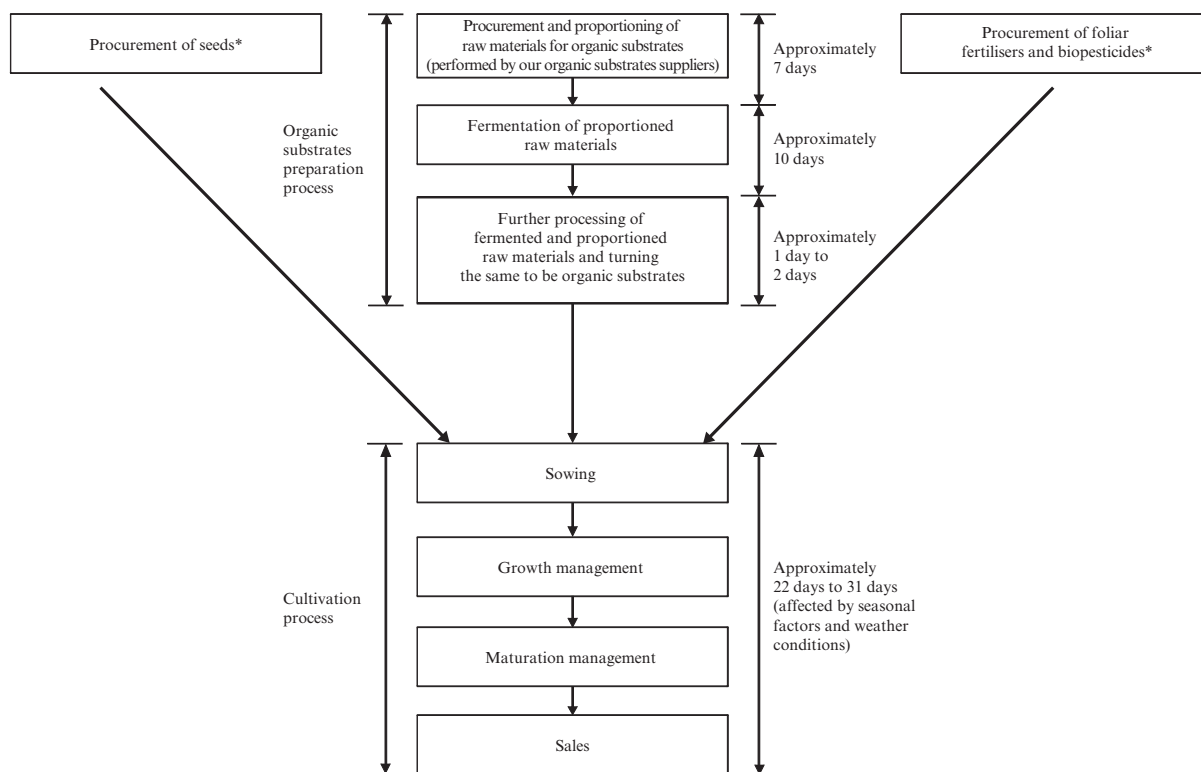 Procurement of seeds*
Procurement and proportioning of
raw materials for organic substrates
(performed by our organic substrates suppliers)
Approximately
7 days
Procurement of foliar
fertilisers and biopesticides*
Organic
substrates
preparation
process
Fermentation of proportioned
raw materials
Approximately
10 days
Further processing of
fermented and proportioned
raw materials and turning
the same to be organic substrates
Approximately
1 day to
2 days
Sowing
Growth management
Cultivation
process
Approximately
22 days to 31 days
(affected by seasonal
factors and weather
conditions)
Maturation management
Sales